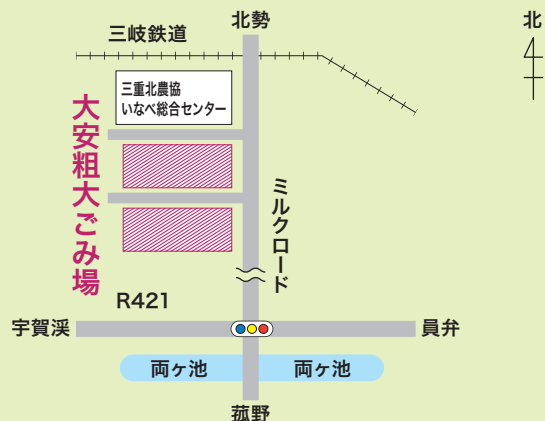 北勢
北
三岐鉄道
三重北農協
いなべ総合センター
大安粗大ごみ場
ミルクロード
R421
宇賀渓
員弁
両ヶ池
両ヶ池
菰野